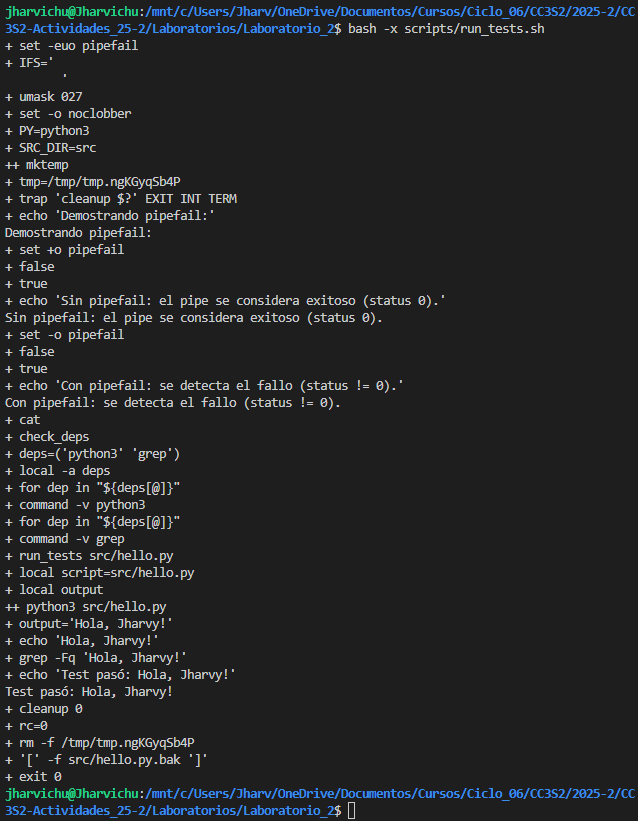 jharvichu@Jharvichu:/mnt/c/Users/Jharv/OneDrive/Documentos/Cursos/Ciclo_06/CC3S2/2025-2/CC
3S2-Actividades_25-2/Laboratorios/Laboratorio_2$ bash -x scripts/run_tests.sh
+ set -euo pipefail
+ IFS='
        '
+ umask 027
+ set -o noclobber
+ PY=python3
+ SRC_DIR=src
++ mktemp
+ tmp=/tmp/tmp.ngKGyqSb4P
+ trap 'cleanup $?' EXIT INT TERM
+ echo 'Demostrando pipefail:'
Demostrando pipefail:
+ set +o pipefail
+ false
+ true
+ echo 'Sin pipefail: el pipe se considera exitoso (status 0).'
Sin pipefail: el pipe se considera exitoso (status 0).
+ set -o pipefail
+ false
+ true
+ echo 'Con pipefail: se detecta el fallo (status != 0).'
Con pipefail: se detecta el fallo (status != 0).
+ cat
+ check_deps
+ deps=('python3' 'grep')
+ local -a deps
+ for dep in "${deps[@]}"
+ command -v python3
+ for dep in "${deps[@]}"
+ command -v grep
+ run_tests src/hello.py
+ local script=src/hello.py
+ local output
++ python3 src/hello.py
+ output='Hola, Jharvy!'
+ echo 'Hola, Jharvy!'
+ grep -Fq 'Hola, Jharvy!'
+ echo 'Test pasó: Hola, Jharvy!'
Test pasó: Hola, Jharvy!
+ cleanup 0
+ rc=0
+ rm -f /tmp/tmp.ngKGyqSb4P
+ '[' -f src/hello.py.bak ']'
+ exit 0
jharvichu@Jharvichu:/mnt/c/Users/Jharv/OneDrive/Documentos/Cursos/Ciclo_06/CC3S2/2025-2/CC
3S2-Actividades_25-2/Laboratorios/Laboratorio_2$